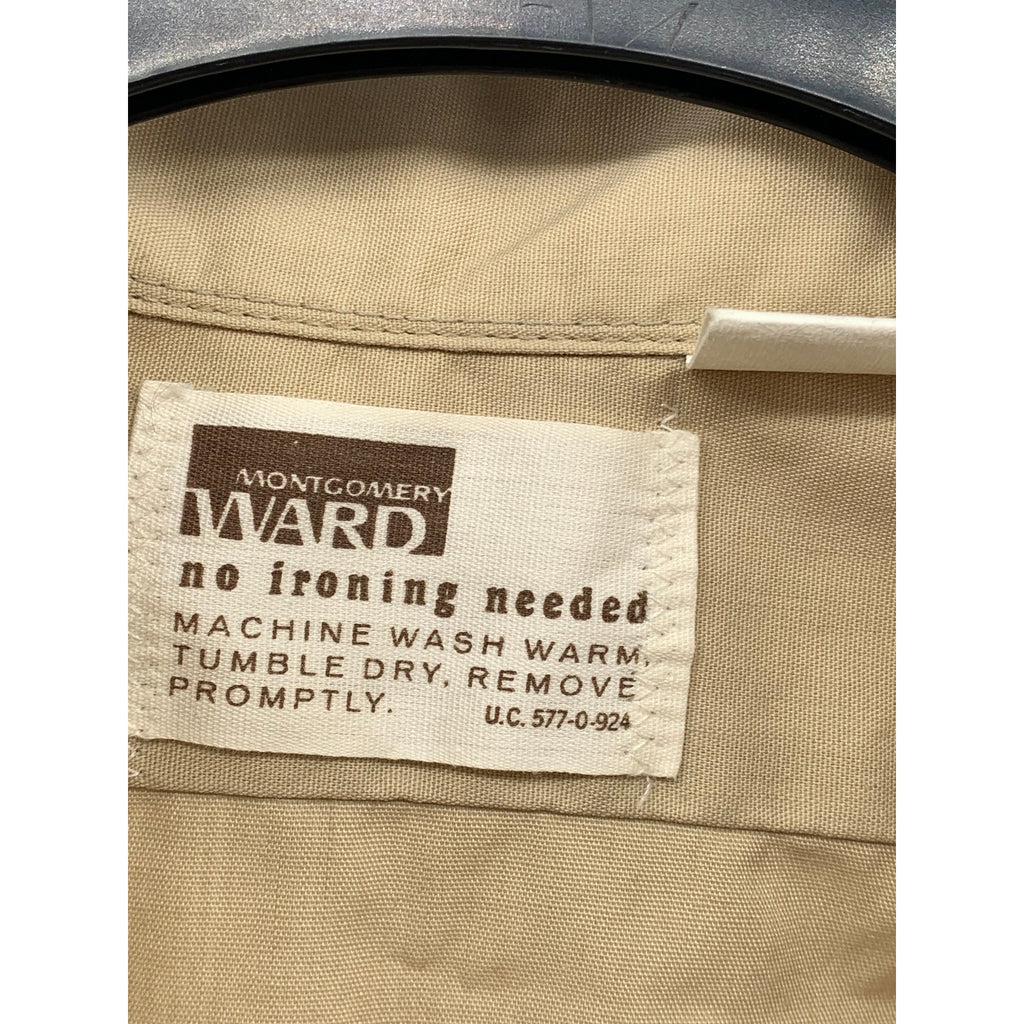 MONTGOMERY
WARD
no ironing needed
MACHINE WASH WARM,
TUMBLE DRY, REMOVE
PROMPTLY.
U.C. 577-0-924